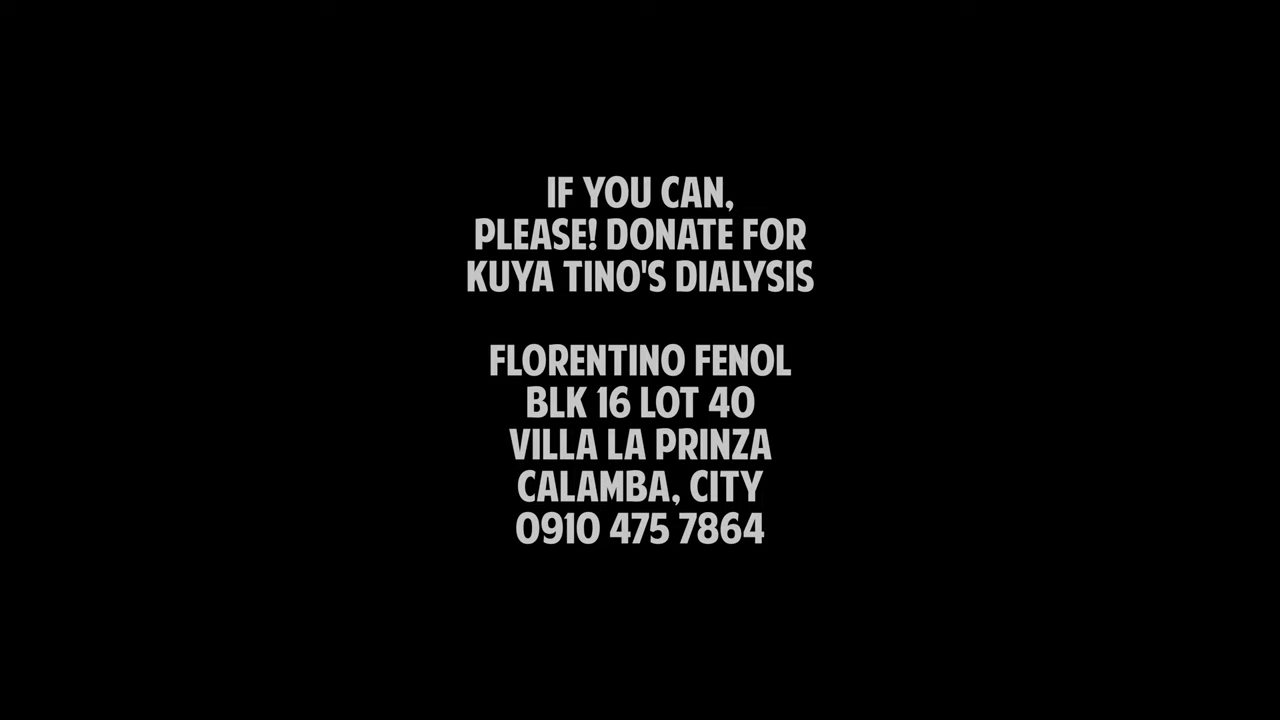 IF YOU CAN,
PLEASE! DONATE FOR
KUYA TINO'S DIALYSIS
FLORENTINO FENOL
BLK 16 LOT 40
VILLA LA PRINZA
CALAMBA, CITY
0910 475 7864